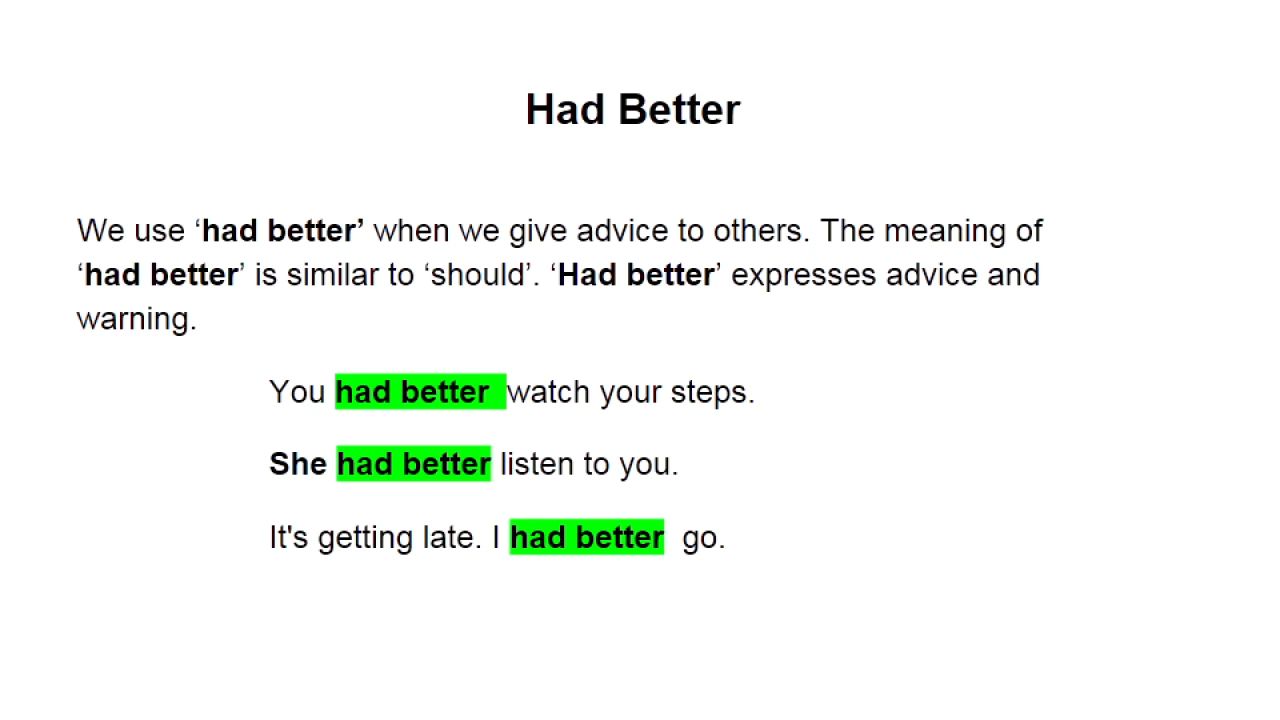 Had Better
We use ‘had better’ when we give advice to others. The meaning of
‘had better’ is similar to ‘should’. ‘Had better’ expresses advice and
warning.
You had better watch your steps.
She had better listen to you.
It's getting late. I had better go.